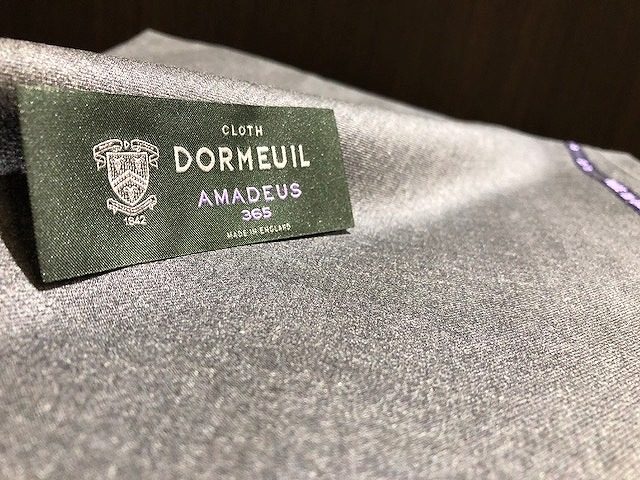 CLOTH
DORMEUIL
AMADEUS
365
MADE IN ENGLAND
1842